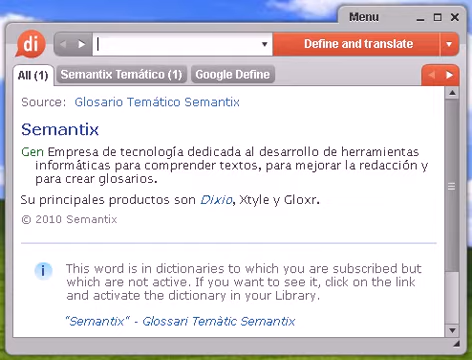 Menu
di
Define and translate
All (1)
Semantix Temático (1)
Google Define
Source: Glosario Temático Semantix
Semantix
Gen Empresa de tecnología dedicada al desarrollo de herramientas
informáticas para comprender textos, para mejorar la redacción y
para crear glosarios.
Su principales productos son Dixio, Xtyle y Gloxr.
© 2010 Semantix
This word is in dictionaries to which you are subscribed but
which are not active. If you want to see it, click on the link
and activate the dictionary in your Library.
"Semantix" - Glossari Temàtic Semantix